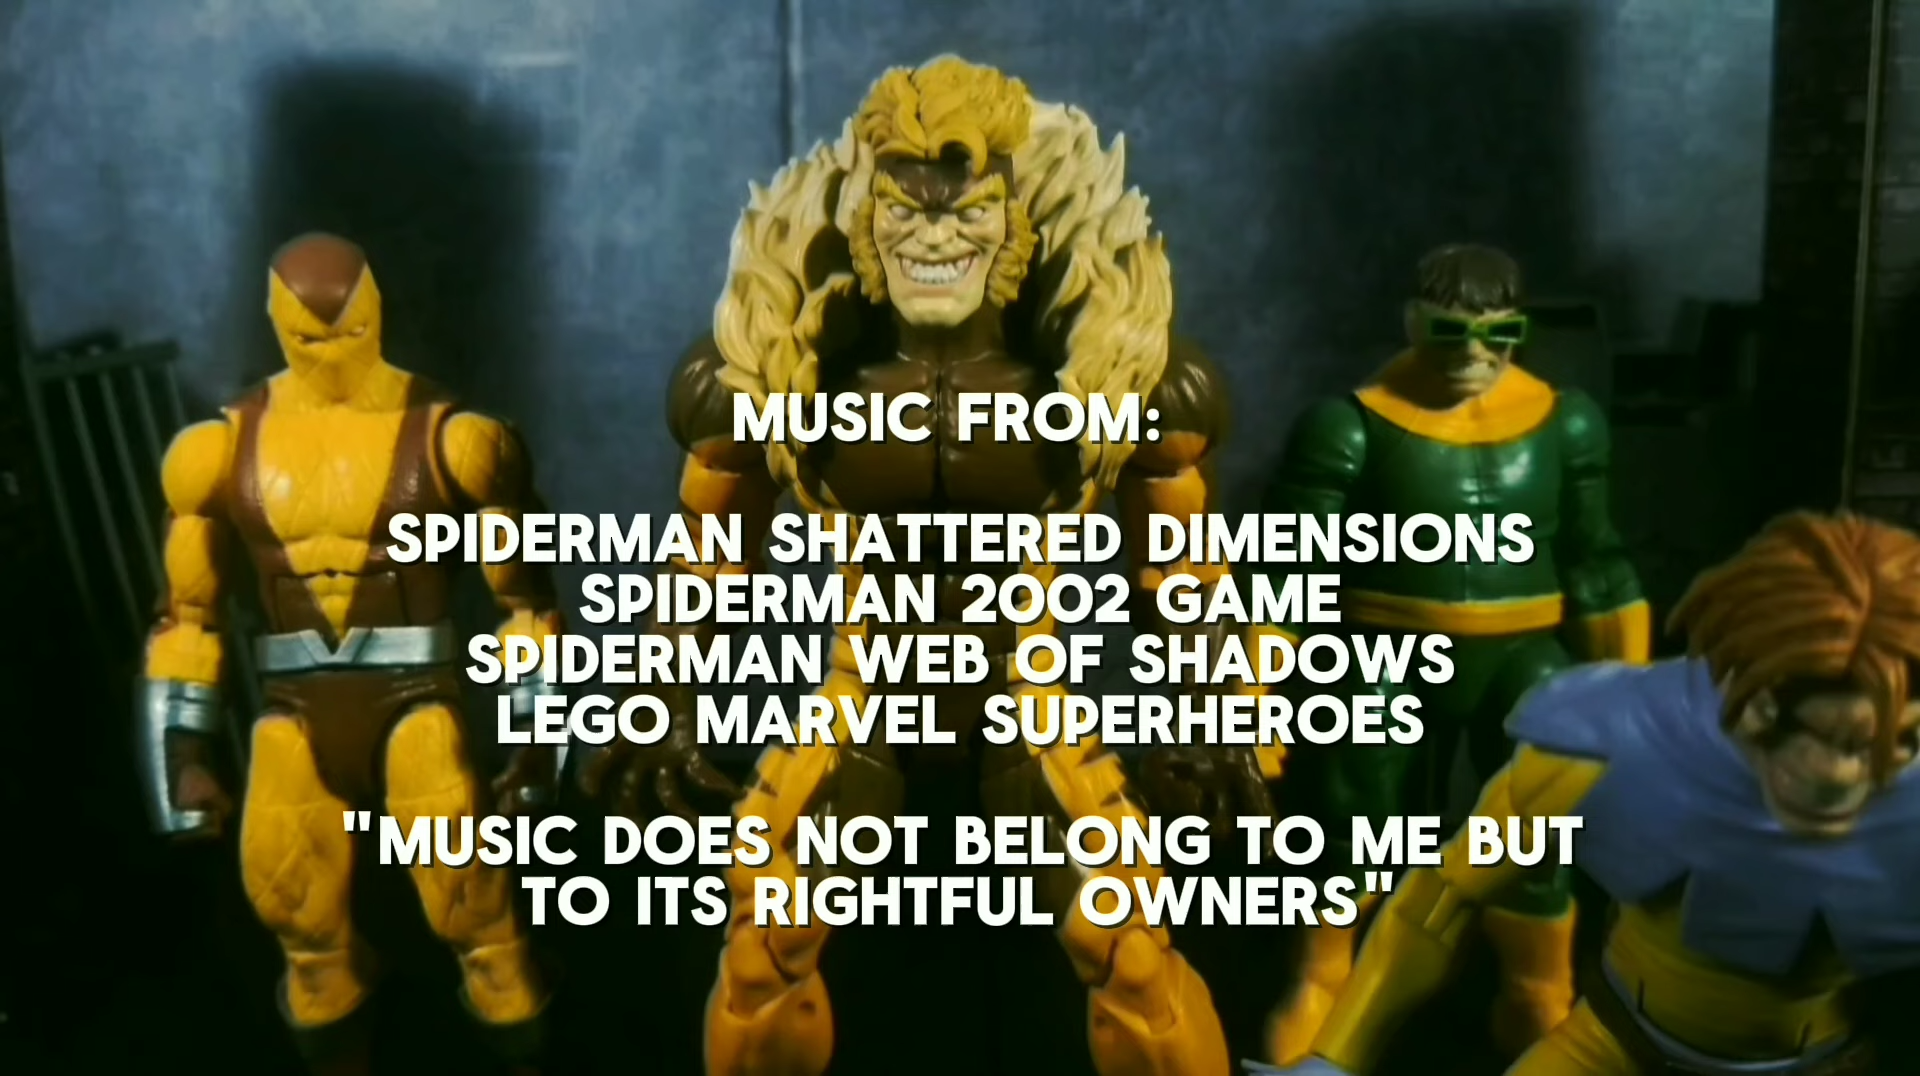 MUSIC FROM:
SPIDERMAN SHATTERED DIMENSIONS
SPIDERMAN 2002 GAME
SPIDERMAN WEB OF SHADOWS
LEGO MARVEL SUPERHEROES
"MUSIC DOES NOT BELONG TO ME BUT
TO ITS RIGHTFUL OWNERS"